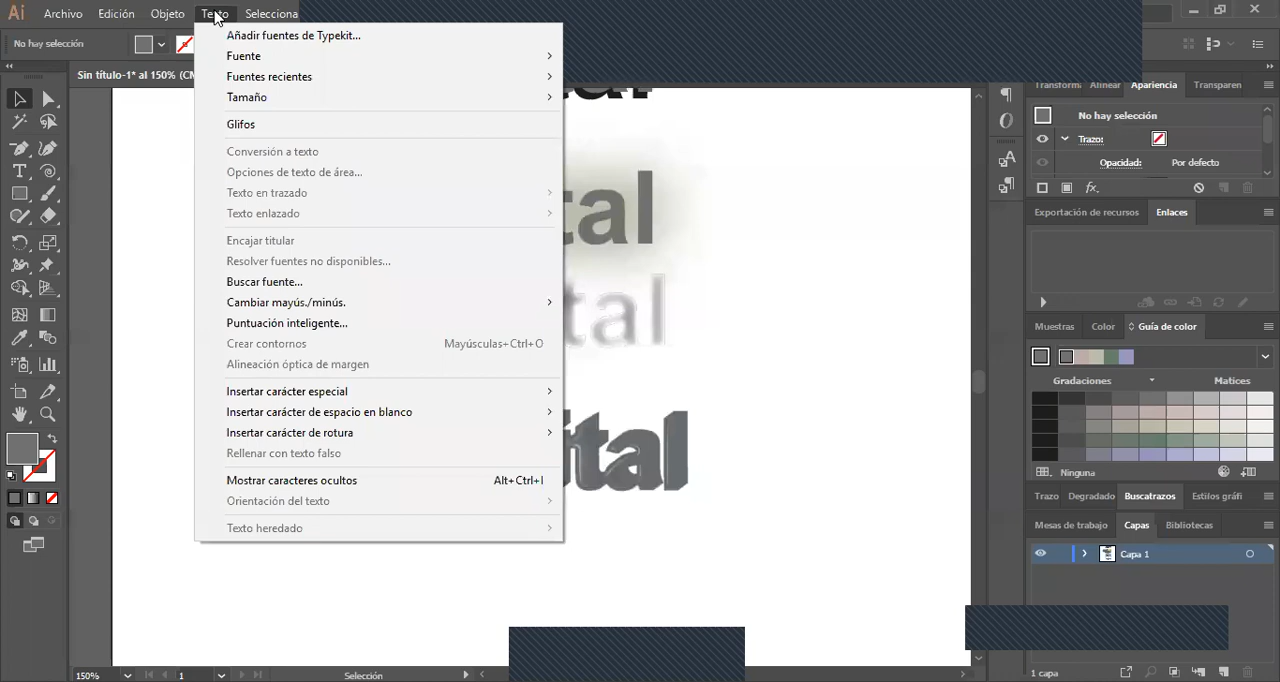 Ai Archivo Edición Objeto Texto Selecciona
No hay selección
Sin título-1* al 150% (CM
Añadir fuentes de Typekit...
Fuente
Fuentes recientes
Tamaño
Glifos
Conversión a texto
Opciones de texto de área...
Texto en trazado
Texto enlazado
Encajar titular
Resolver fuentes no disponibles...
Buscar fuente...
Cambiar mayús./minús.
Puntuación inteligente...
Crear contornos Mayúsculas+Ctrl+O
Alineación óptica de margen
Insertar carácter especial
Insertar carácter de espacio en blanco
Insertar carácter de rotura
Rellenar con texto falso
Mostrar caracteres ocultos Alt+Ctrl+I
Orientación del texto
Texto heredado
tal
tal
ital
Transform Alinear Apariencia Transparen
No hay selección
Trazo:
Opacidad: Por defecto
fx.
Exportación de recursos Enlaces
Muestras Color Guía de color
Gradaciones Matices
Ninguna
Trazo Degradado Buscatrazos Estilos gráfi
Mesas de trabajo Capas Bibliotecas
Capa 1
1 capa
150% 1 Selección